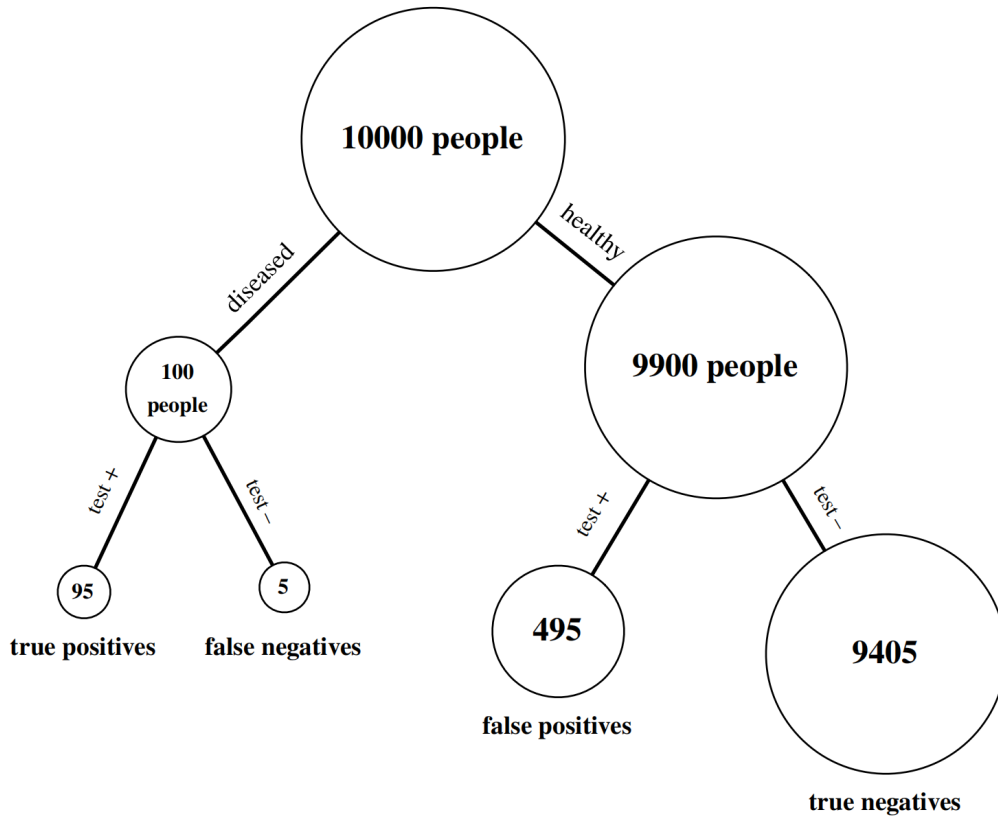 10000 people
diseased
healthy
100
people
9900 people
test +
test –
test +
test –
95
5
495
9405
true positives
false negatives
false positives
true negatives